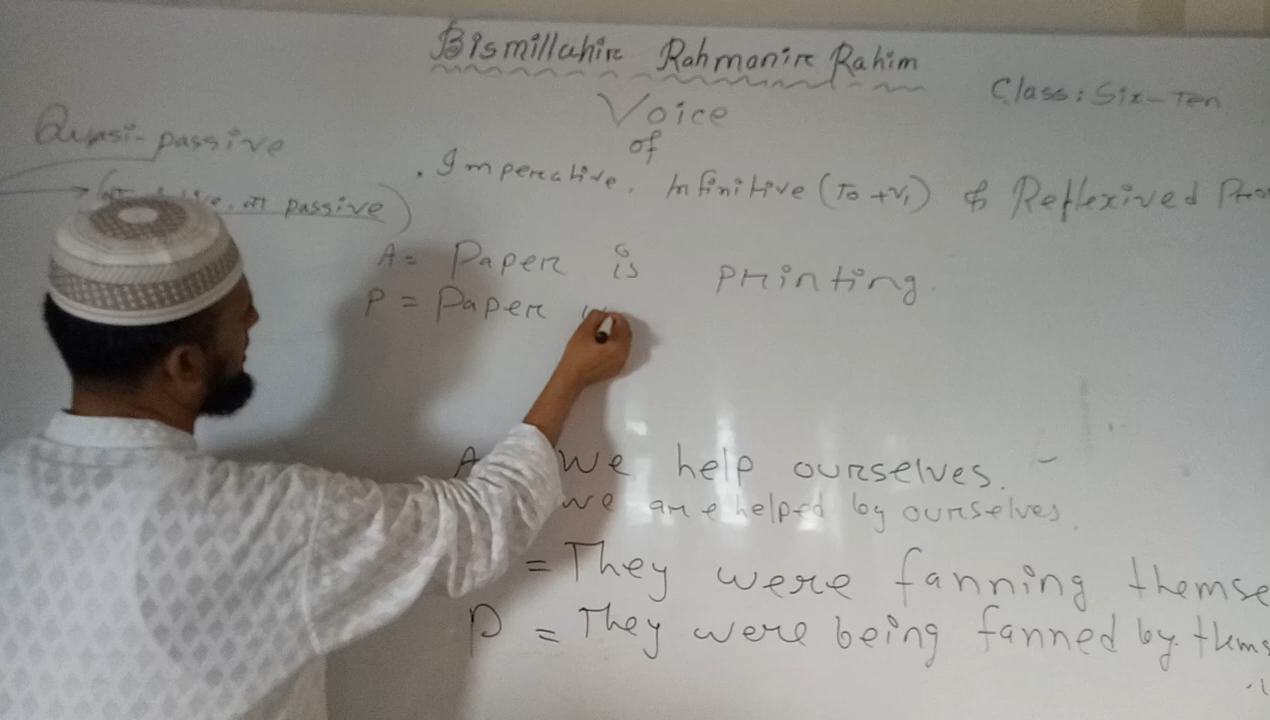 Bismillahir Rahmanir Rahim
Class: Six-Ten
Voice
of
Quasi-passive
. Imperative, Infinitive (To +V₁) & Reflexived
passive)
A= Paper is printing.
P = Paper
we help ourselves.
we are helped by ourselves.
= They were fanning themse
P = They were being fanned by thems